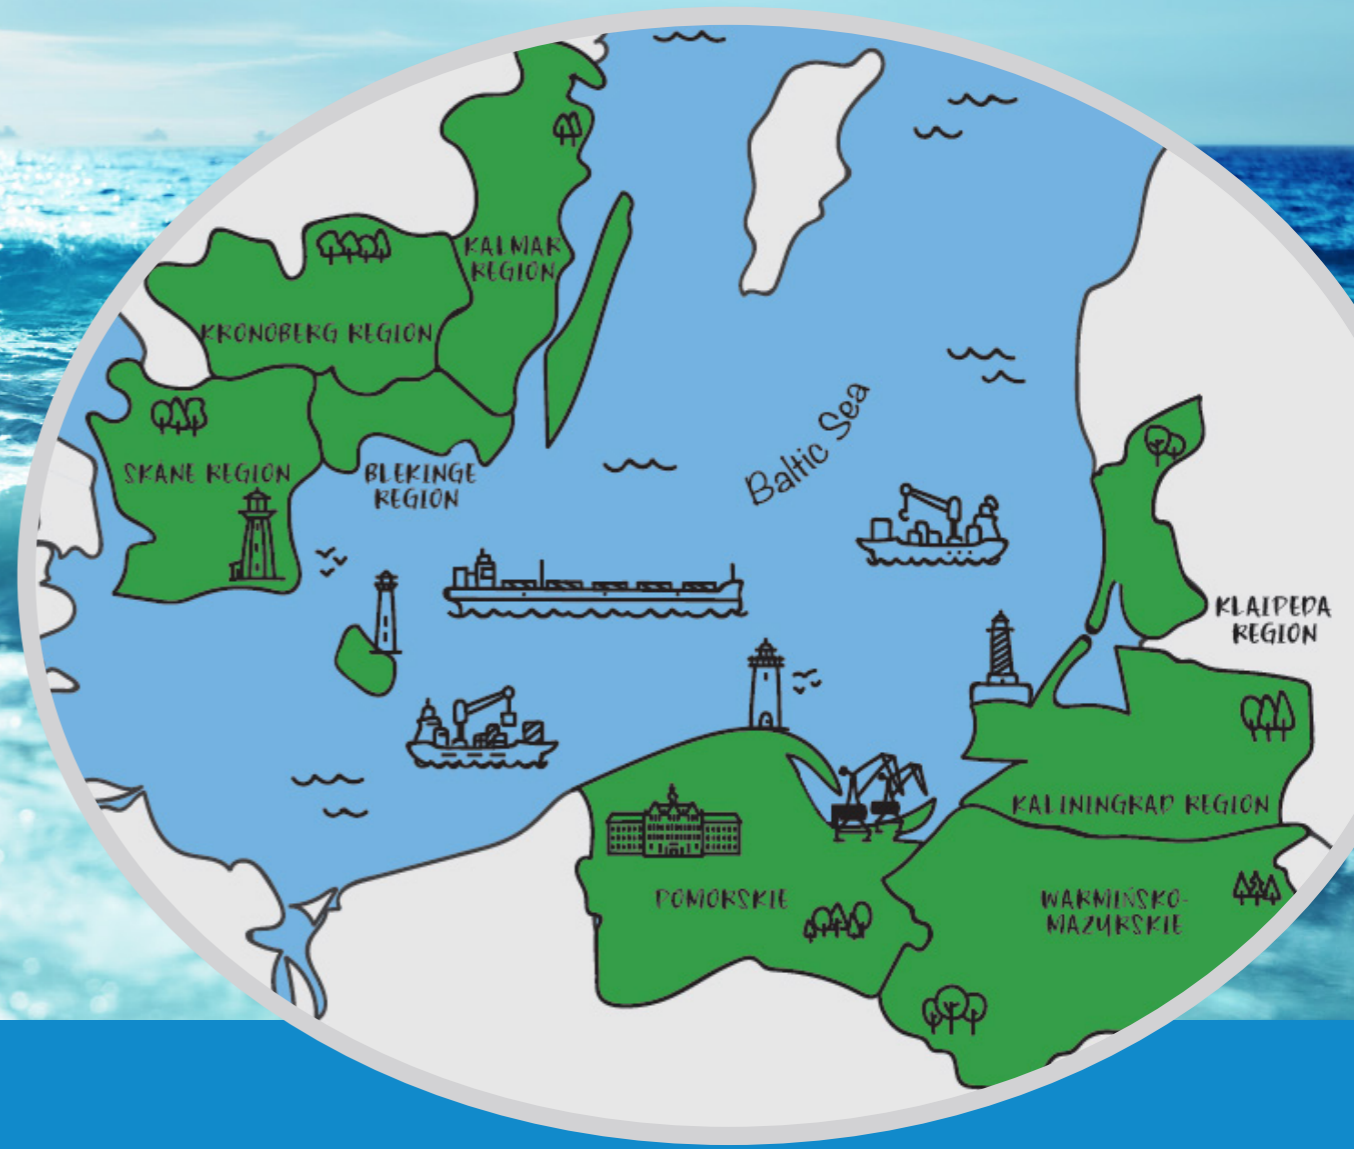 KALMAR
REGION
KRONOBERG REGION
SKANE REGION
BLEKINGE
REGION
Baltic Sea
KLAIPEDA
REGION
KALININGRAD REGION
POMORSKIE
WARMIŃSKO-
MAZURSKIE